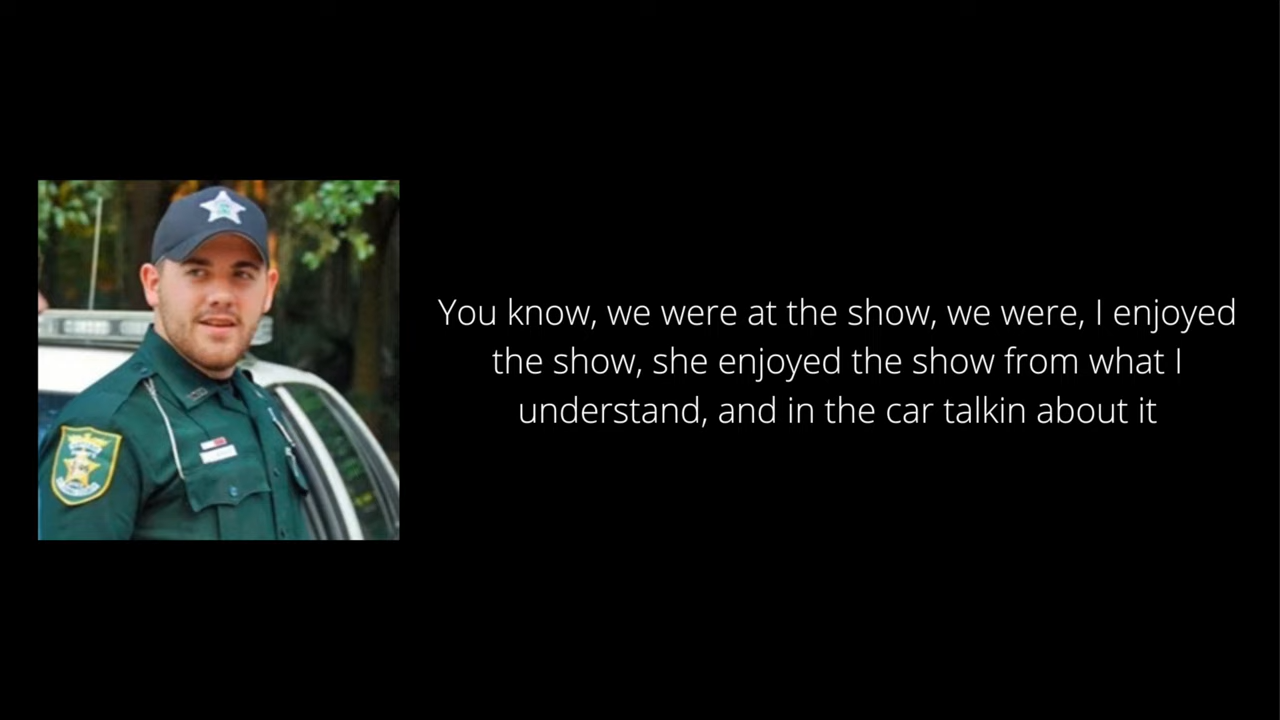 You know, we were at the show, we were, I enjoyed
the show, she enjoyed the show from what I
understand, and in the car talkin about it